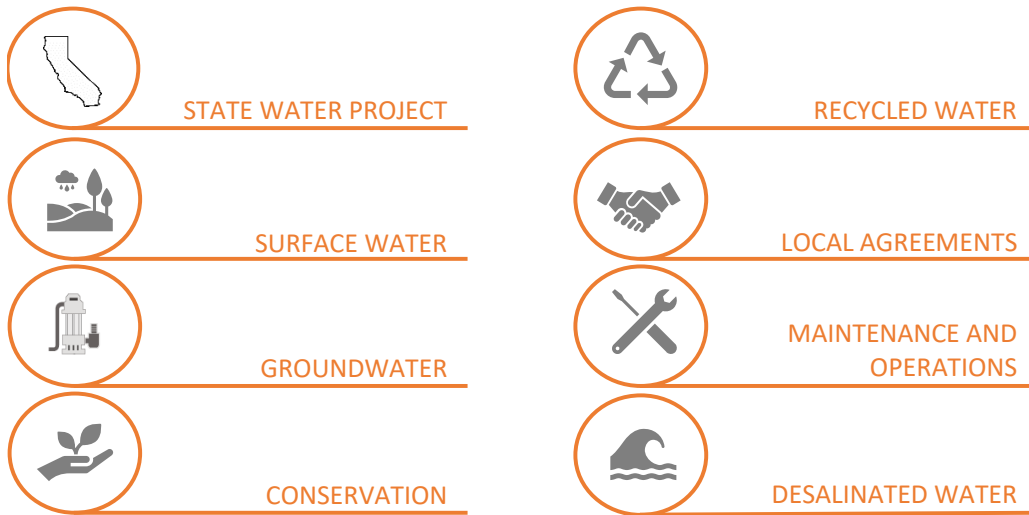 STATE WATER PROJECT
SURFACE WATER
GROUNDWATER
CONSERVATION
RECYCLED WATER
LOCAL AGREEMENTS
MAINTENANCE AND
OPERATIONS
DESALINATED WATER